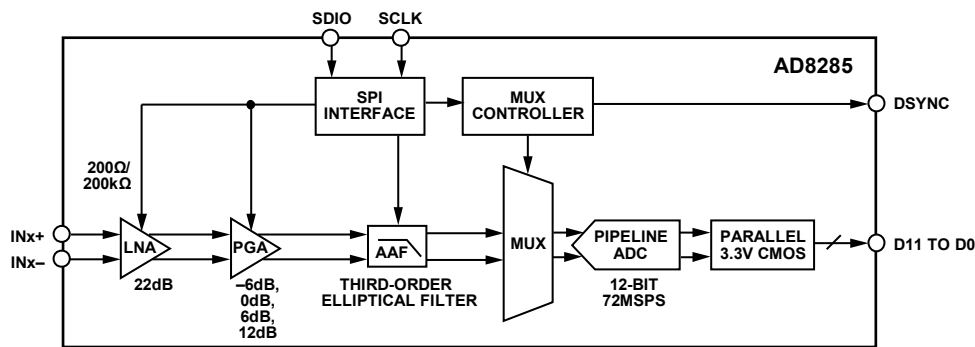 SDIO
SCLK
AD8285
SPI
INTERFACE
MUX
CONTROLLER
DSYNC
200Ω/
200kΩ
INx+
INx–
LNA
PGA
AAF
MUX
PIPELINE
ADC
PARALLEL
3.3V CMOS
D11 TO D0
22dB
–6dB,
0dB,
6dB,
12dB
THIRD-ORDER
ELLIPTICAL FILTER
12-BIT
72MSPS